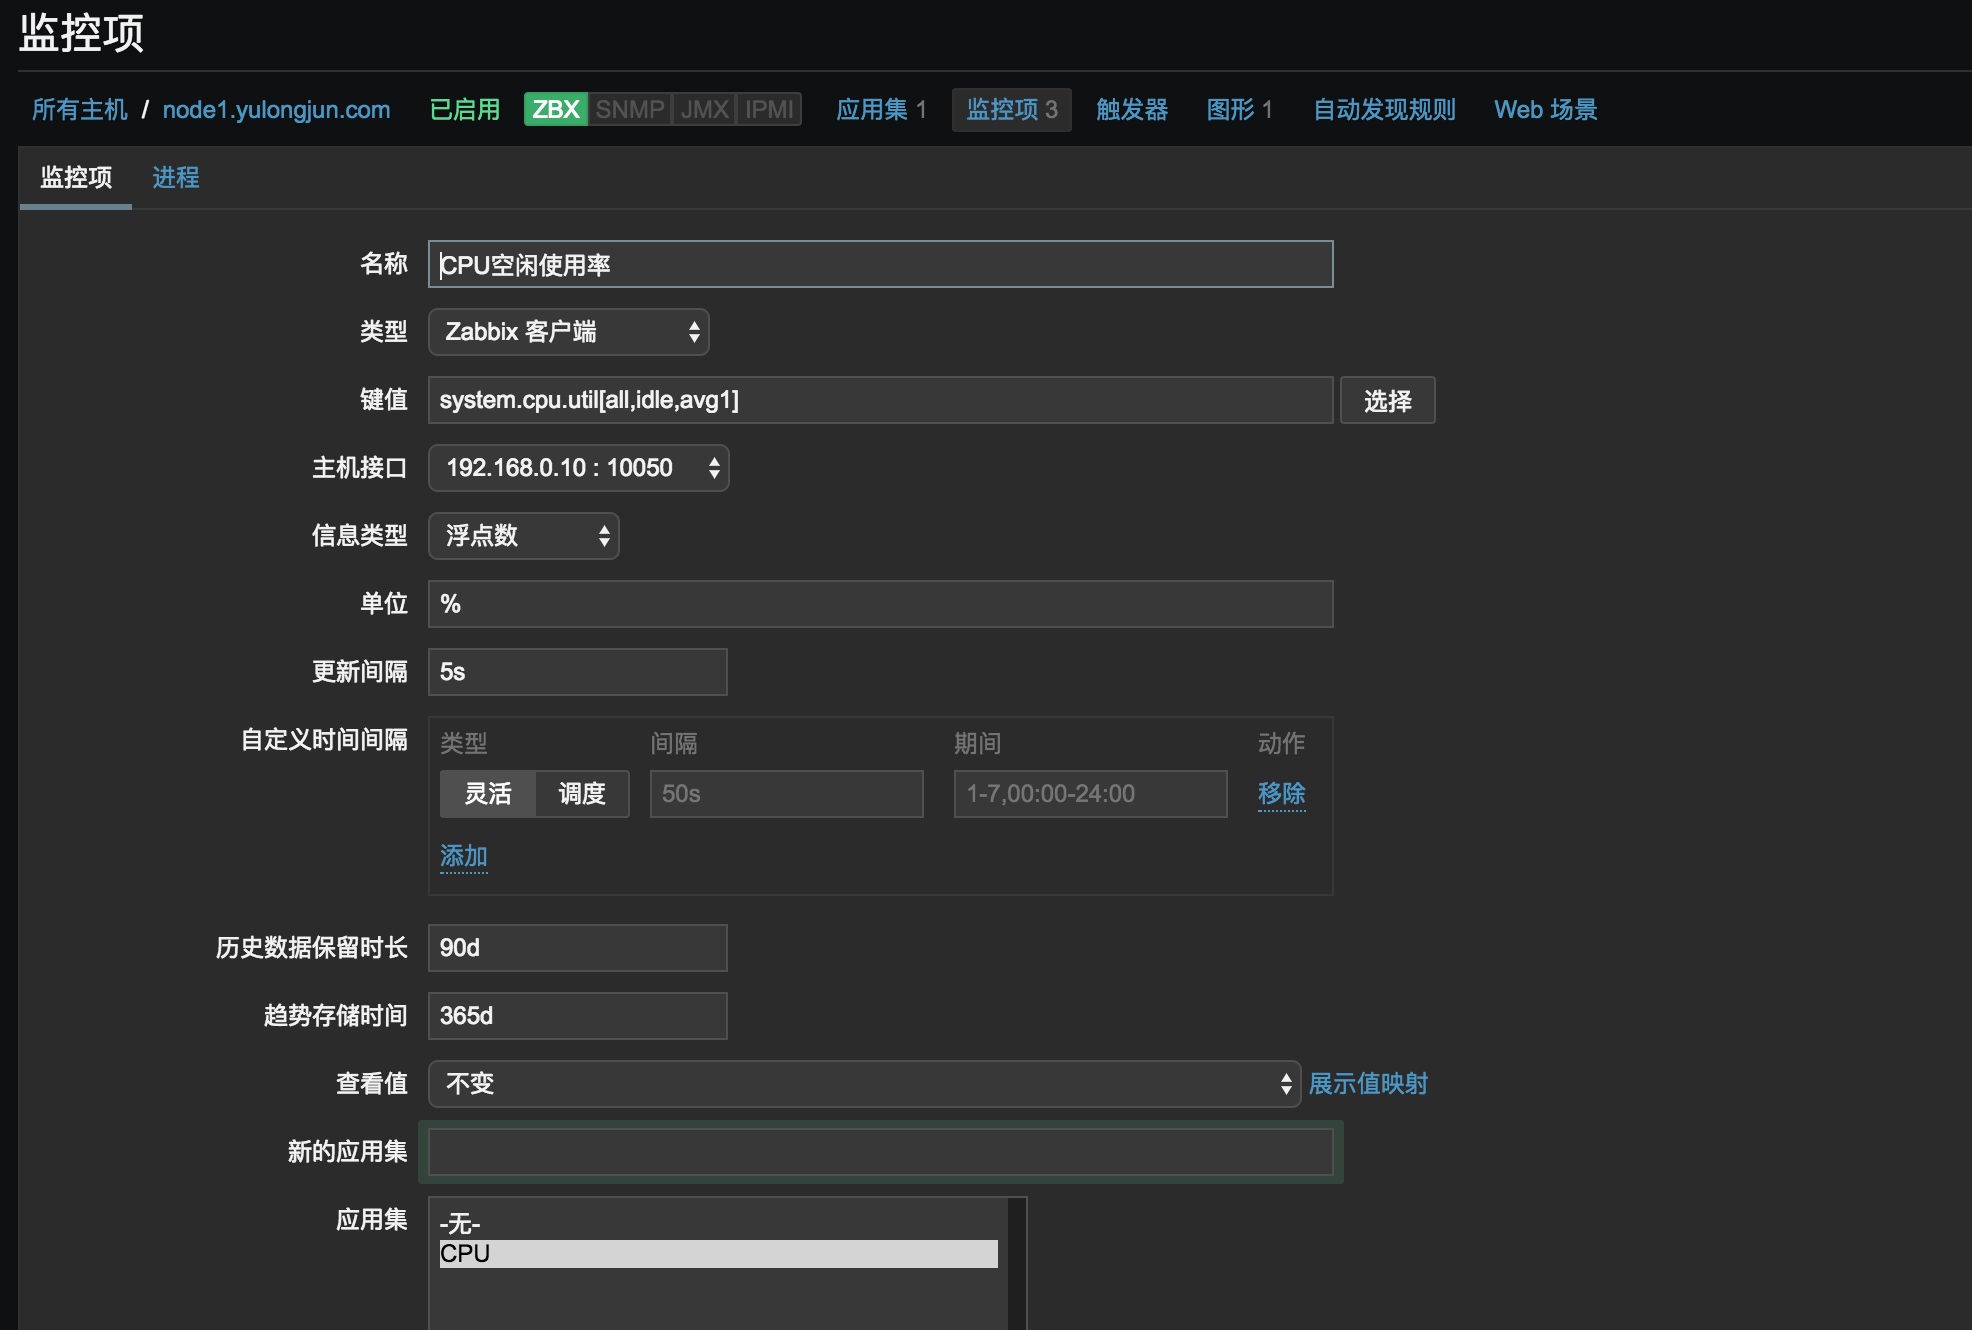 监控项
所有主机 / node1.yulongjun.com 已启用 ZBX SNMP JMX IPMI 应用集 1 监控项 3 触发器 图形 1 自动发现规则 Web 场景
监控项 进程
名称 CPU空闲使用率
类型 Zabbix 客户端
键值 system.cpu.util[all,idle,avg1] 选择
主机接口 192.168.0.10 : 10050
信息类型 浮点数
单位 %
更新间隔 5s
自定义时间间隔 类型 间隔 期间 动作
灵活 调度 50s 1-7,00:00-24:00 移除
添加
历史数据保留时长 90d
趋势存储时间 365d
查看值 不变 展示值映射
新的应用集
应用集 -无-
CPU